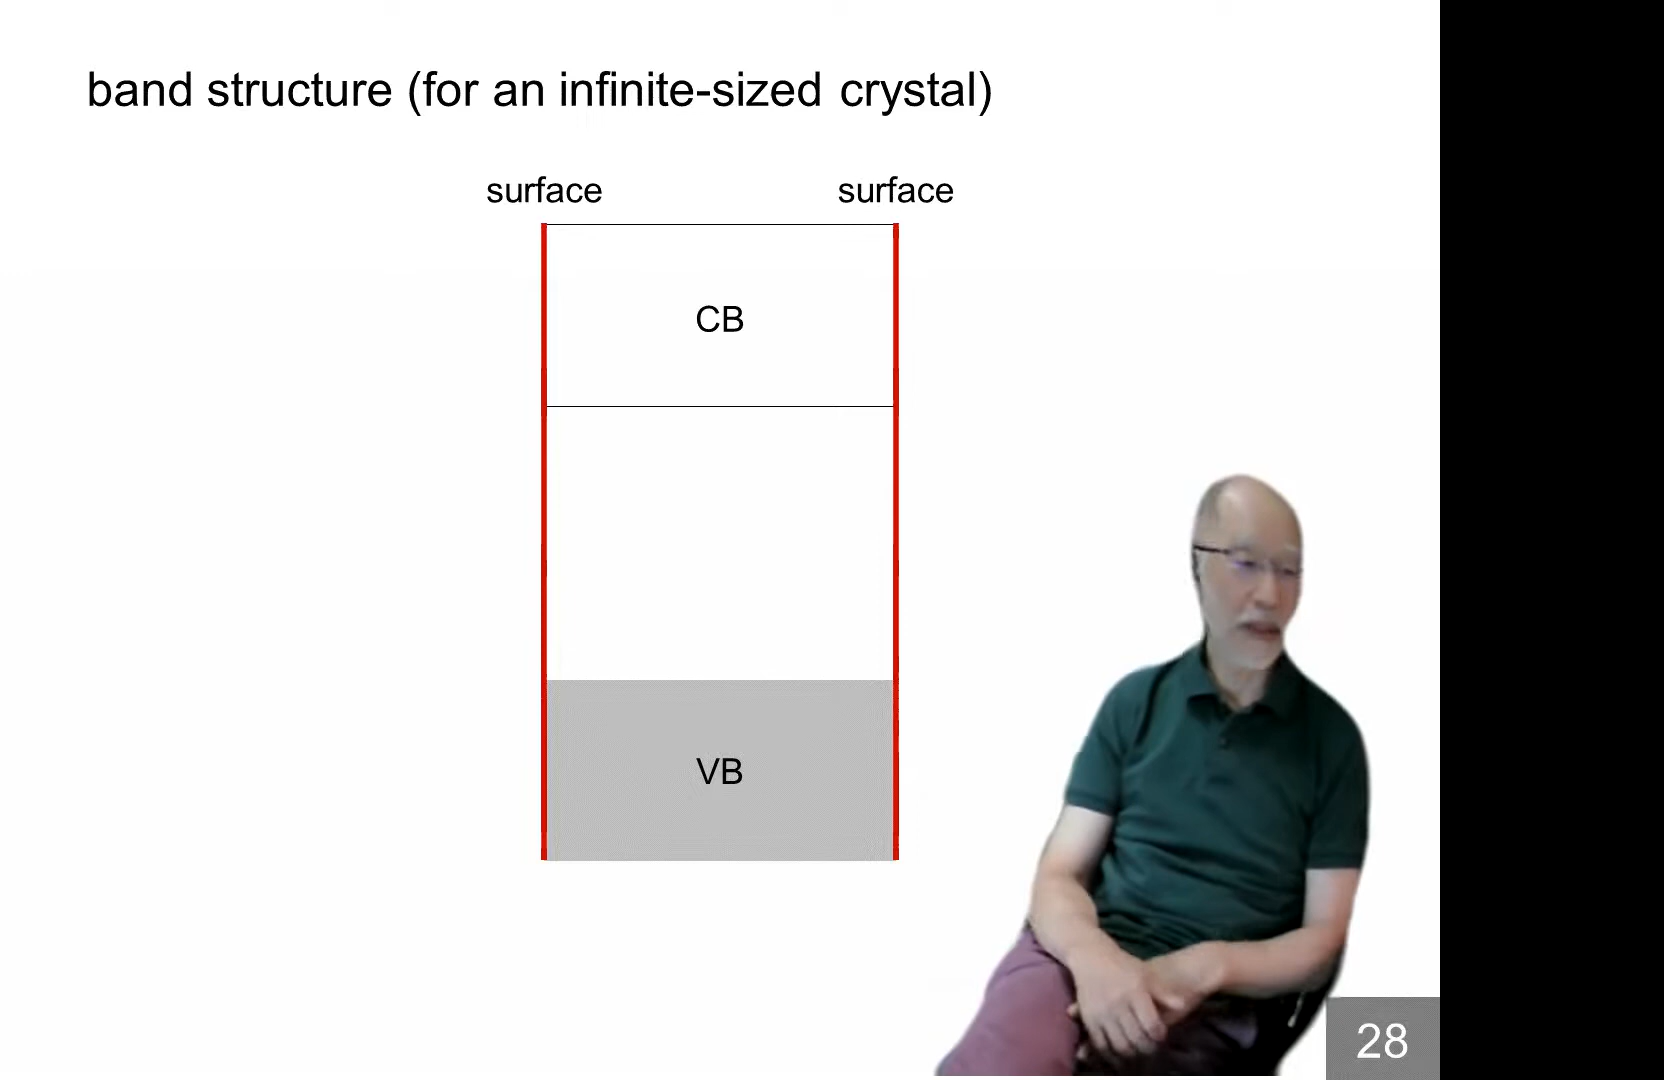 band structure (for an infinite-sized crystal)
surface surface
CB
VB
28